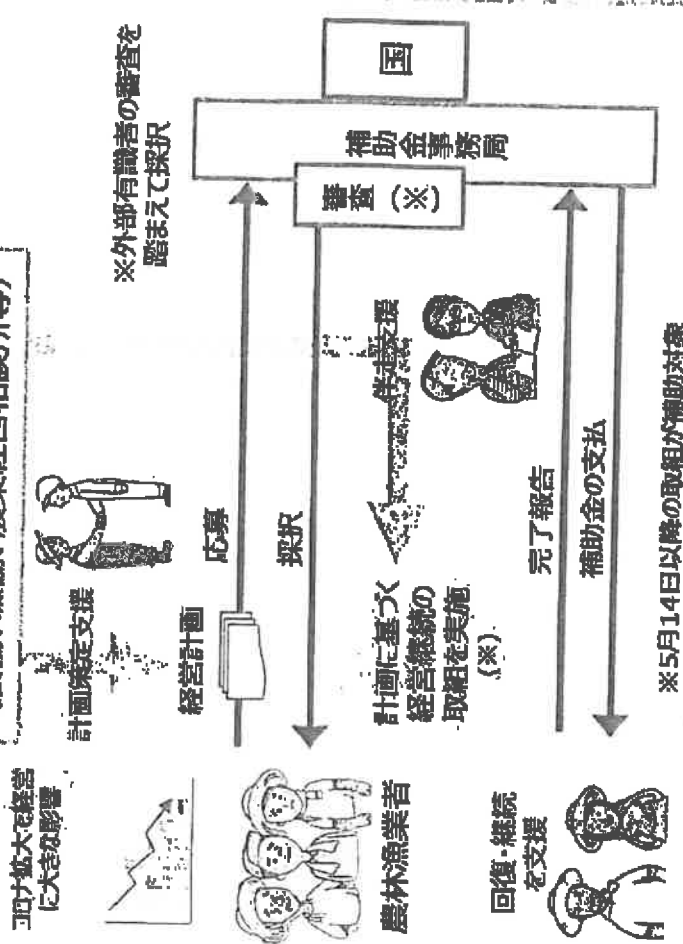 コロナ拡大で経営
に大きな影響
計画策定支援
※外部有識者の審査を
踏まえて採択
経営計画
応募
採択
農林漁業者
審査(※)
補助金事務局
国
計画に基づく
経営継続の
取組を実施
(※)
伴走支援
回復・継続
を支援
完了報告
補助金の支払
※5月14日以降の取組が補助対象